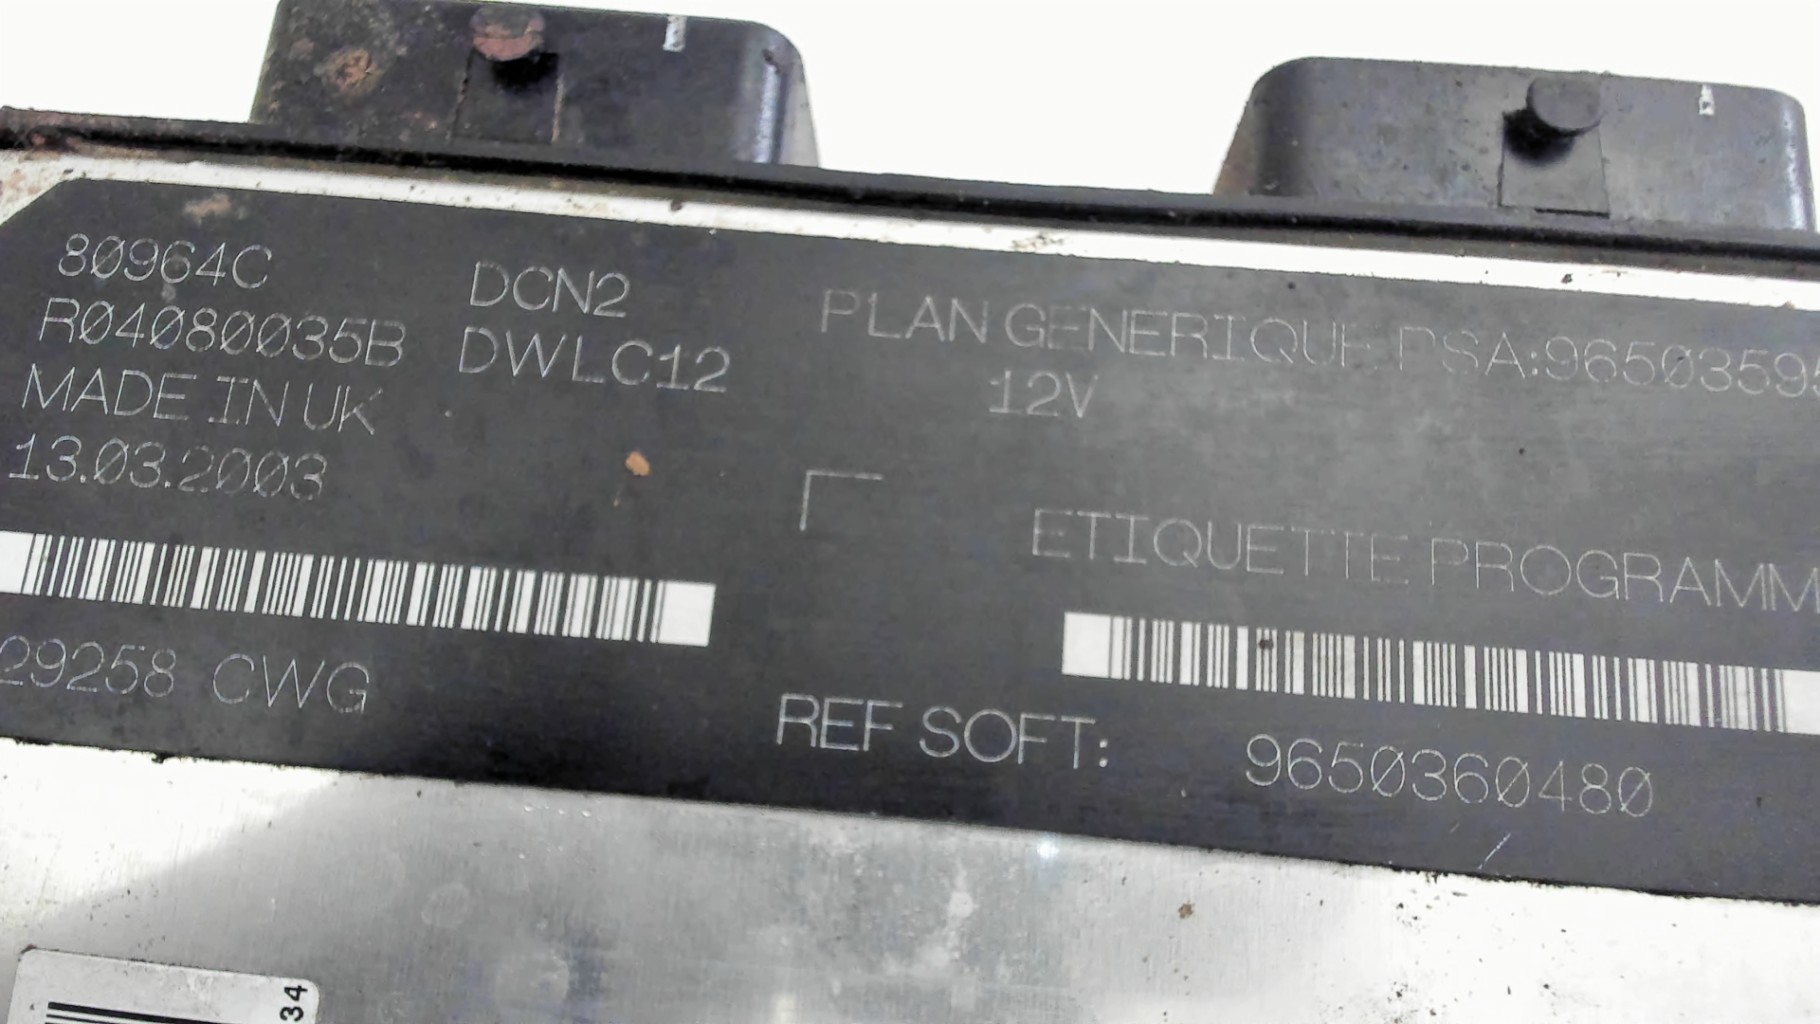 80964C
R04080035B
MADE IN UK
13.03.2003
DCN2
DWLC12
PLAN GENERIQUE PSA:96503595
12V
ETIQUETTE PROGRAMM
29258 CWG
REF SOFT: 9650360480
34